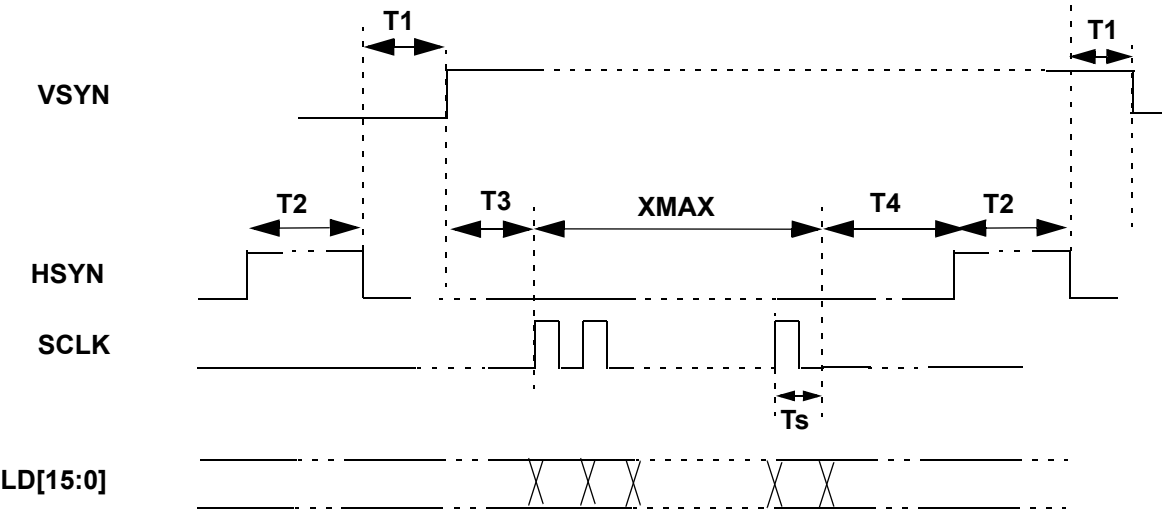 T1
T1
VSYN
T2
T3
XMAX
T4
T2
HSYN
SCLK
Ts
LD[15:0]